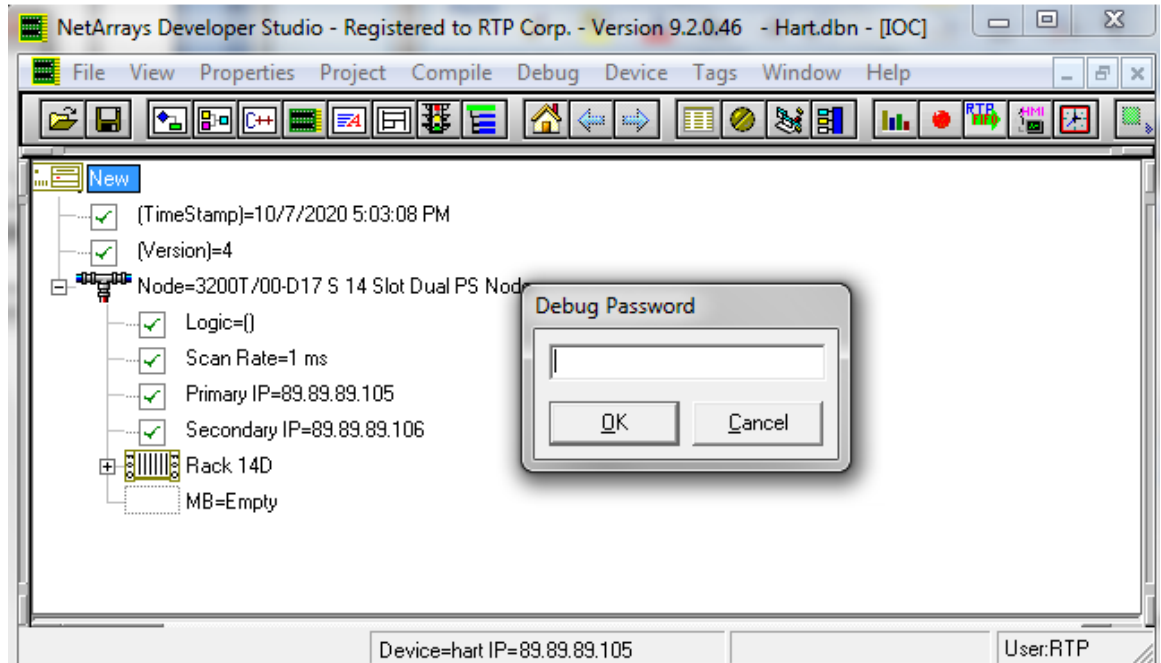 NetArrays Developer Studio - Registered to RTP Corp. - Version 9.2.0.46 - Hart.dbn - [IOC]
File View Properties Project Compile Debug Device Tags Window Help
C++
RTP
FIFO
HMI
New
(TimeStamp)=10/7/2020 5:03:08 PM
(Version)=4
Node=3200T/00-D17 S 14 Slot Dual PS Node
Debug Password
Logic=()
Scan Rate=1 ms
Primary IP=89.89.89.105
OK Cancel
Secondary IP=89.89.89.106
Rack 14D
MB=Empty
Device=hart IP=89.89.89.105 User:RTP